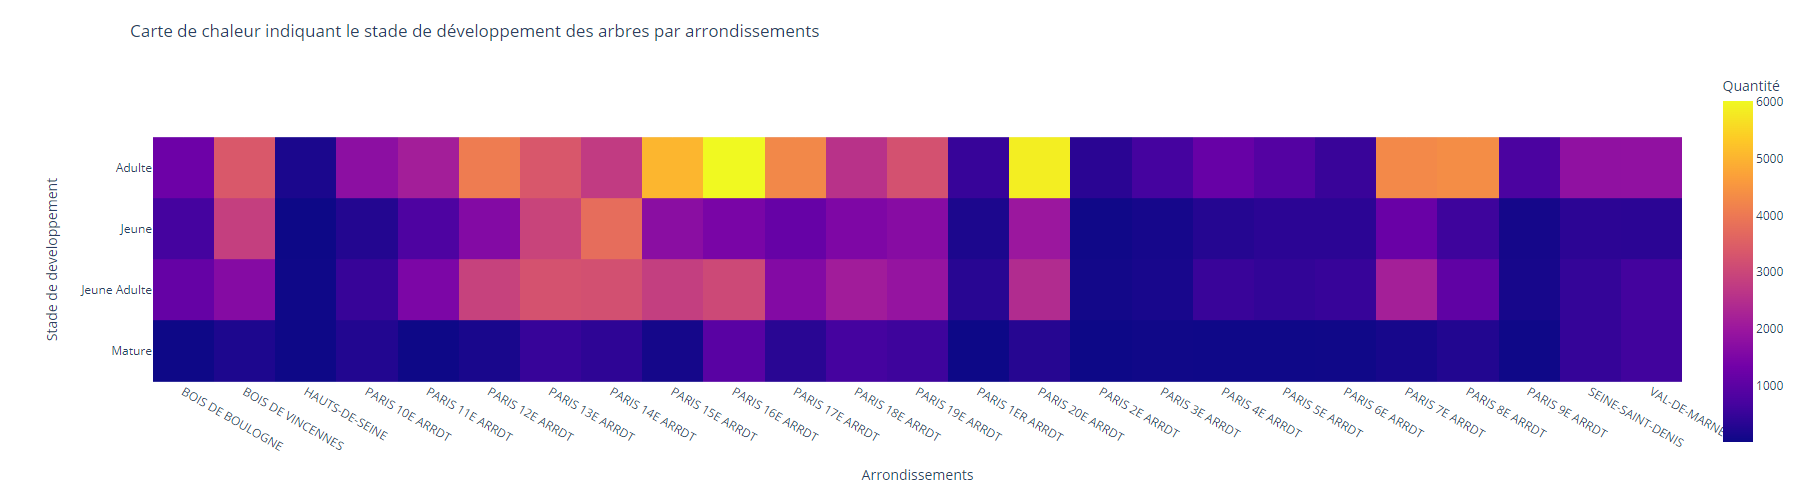 Carte de chaleur indiquant le stade de développement des arbres par arrondissements
Quantité
6000
5000
4000
3000
2000
1000
Stade de developpement
Adulte
Jeune
Jeune Adulte
Mature
BOIS DE BOULOGNE
BOIS DE VINCENNES
HAUTS-DE-SEINE
PARIS 10E ARRDT
PARIS 11E ARRDT
PARIS 12E ARRDT
PARIS 13E ARRDT
PARIS 14E ARRDT
PARIS 15E ARRDT
PARIS 16E ARRDT
PARIS 17E ARRDT
PARIS 18E ARRDT
PARIS 19E ARRDT
PARIS 1ER ARRDT
PARIS 20E ARRDT
PARIS 2E ARRDT
PARIS 3E ARRDT
PARIS 4E ARRDT
PARIS 5E ARRDT
PARIS 6E ARRDT
PARIS 7E ARRDT
PARIS 8E ARRDT
PARIS 9E ARRDT
SEINE-SAINT-DENIS
VAL-DE-MARNE
Arrondissements